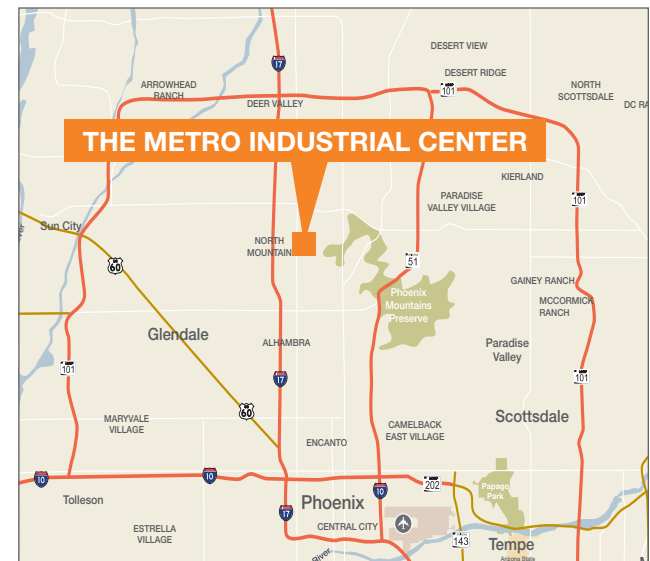 DESERT VIEW
17
DESERT RIDGE
ARROWHEAD
RANCH
101
NORTH
SCOTTSDALE
DEER VALLEY
THE METRO INDUSTRIAL CENTER
KIERLAND
PARADISE
VALLEY VILLAGE
101
Sun City
NORTH
MOUNTAIN
51
60
GAINEY RANCH
Phoenix
Mountains
Preserve
MCCORMICK
RANCH
Glendale
ALHAMBRA
Paradise
Valley
101
17
101
60
MARYVALE
VILLAGE
Scottsdale
CAMELBACK
EAST VILLAGE
ENCANTO
10
10
202
10
Papago
Park
Tolleson
Phoenix
17
CENTRAL CITY
ESTRELLA
VILLAGE
143
Tempe
River
Arizona State